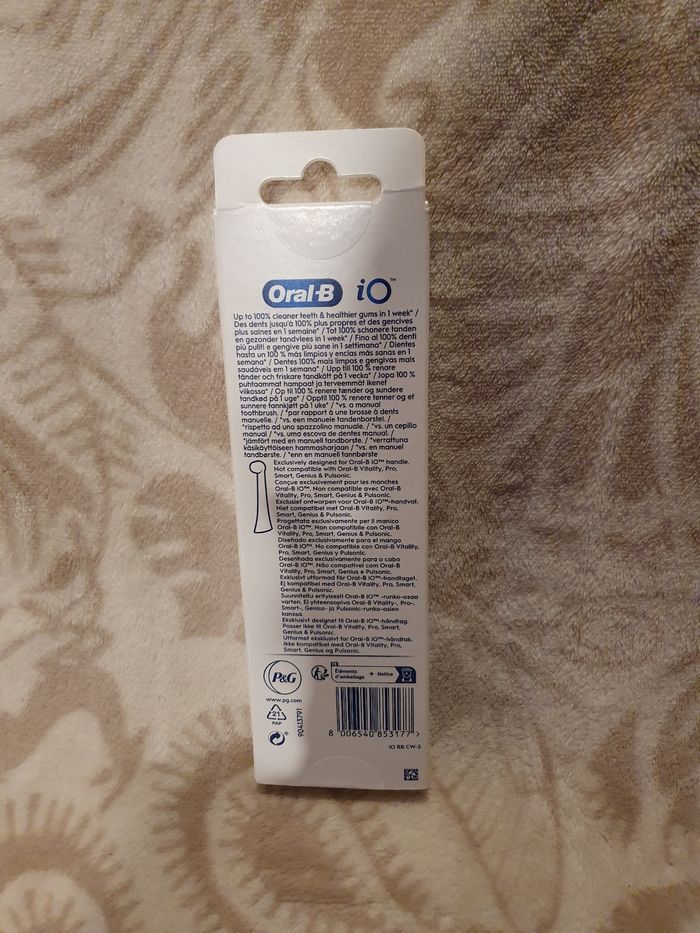 Oral-B iO™
Up to 100% cleaner teeth & healthier gums in 1 week* /
Des dents jusqu'à 100% plus propres et des gencives
plus saines en 1 semaine* / Tot 100% schonere tanden
en gezonder tandvlees in 1 week* / Fino al 100% denti
più puliti e gengive più sane in 1 settimana* / Dientes
hasta un 100 % más limpios y encías más sanas en 1
semana* / Dentes 100% mais limpos e gengivas mais
saudáveis em 1 semana* / Upp till 100 % renare
tänder och friskare tandkött på 1 vecka* / Jopa 100 %
puhtaammat hampaat ja terveemmät ikenet
viikossa* / Op til 100 % renere tænder og sundere
tandkød på 1 uge* / Opptil 100 % renere tenner og et
sunnere tannkjøtt på 1 uke* / *vs. a manual
toothbrush. / *par rapport à une brosse à dents
manuelle. / *vs. een manuele tandenborstel. /
*rispetto ad uno spazzolino manuale. / *vs. un cepillo
manual / *vs. uma escova de dentes manual. /
*jämfört med en manuell tandborste. / *verrattuna
käsikäyttöiseen hammasharjaan / *vs. en manuel
tandbørste. / *enn en manuell tannbørste
Exclusively designed for Oral-B iO™ handle.
Not compatible with Oral-B Vitality, Pro,
Smart, Genius & Pulsonic.
Conçue exclusivement pour les manches
Oral-B iO™. Non compatible avec Oral-B
Vitality, Pro, Smart, Genius & Pulsonic.
Exclusief ontworpen voor Oral-B iO™-handvat.
Niet compatibel met Oral-B Vitality, Pro,
Smart, Genius & Pulsonic.
Progettata esclusivamente per il manico
Oral-B iO™. Non compatibile con Oral-B
Vitality, Pro, Smart, Genius & Pulsonic.
Diseñado exclusivamente para el mango
Oral-B iO™. No compatible con Oral-B Vitality,
Pro, Smart, Genius y Pulsonic.
Desenhada exclusivamente para o cabo
Oral-B iO™. Não compatível com Oral-B
Vitality, Pro, Smart, Genius e Pulsonic.
Exklusivt utformad för Oral-B iO™-handtaget.
Ej kompatibel med Oral-B Vitality, Pro, Smart,
Genius & Pulsonic.
Suunniteltu erityisesti Oral-B iO™ -runko-osaa
varten. Ei yhteensopiva Oral-B Vitality-, Pro-,
Smart-, Genius- ja Pulsonic-runko-osien
kanssa.
Eksklusivt designet til Oral-B iO™-håndtag.
Passer ikke til Oral-B Vitality, Pro, Smart,
Genius & Pulsonic.
Utformet eksklusivt for Oral-B iO™-håndtak.
Ikke kompatibel med Oral-B Vitality, Pro,
Smart, Genius og Pulsonic.
P&G
www.pg.com
21
PAP
90413791
FR
Éléments
d'emballage + Notice
8 006540 853177 >
IO RB CW-2